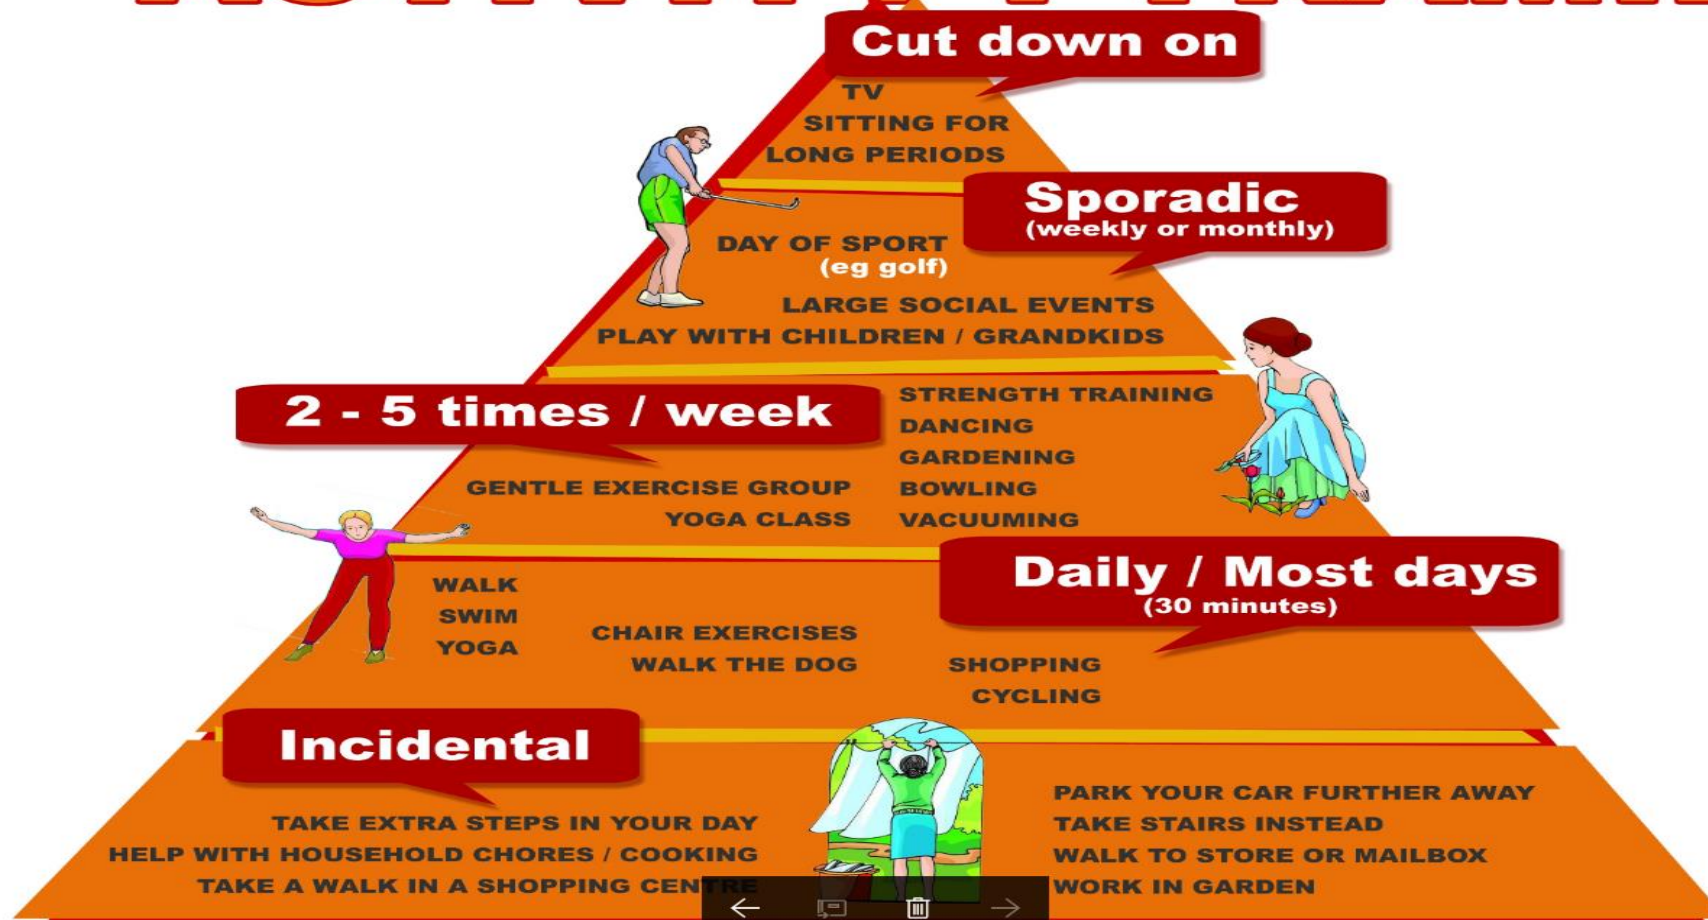 Cut down on
TV
SITTING FOR
LONG PERIODS
Sporadic
(weekly or monthly)
DAY OF SPORT
(eg golf)
LARGE SOCIAL EVENTS
PLAY WITH CHILDREN / GRANDKIDS
2 - 5 times / week
GENTLE EXERCISE GROUP
YOGA CLASS
STRENGTH TRAINING
DANCING
GARDENING
BOWLING
VACUUMING
Daily / Most days
(30 minutes)
WALK
SWIM
YOGA
CHAIR EXERCISES
WALK THE DOG
SHOPPING
CYCLING
Incidental
TAKE EXTRA STEPS IN YOUR DAY
HELP WITH HOUSEHOLD CHORES / COOKING
TAKE A WALK IN A SHOPPING CENTRE
PARK YOUR CAR FURTHER AWAY
TAKE STAIRS INSTEAD
WALK TO STORE OR MAILBOX
WORK IN GARDEN